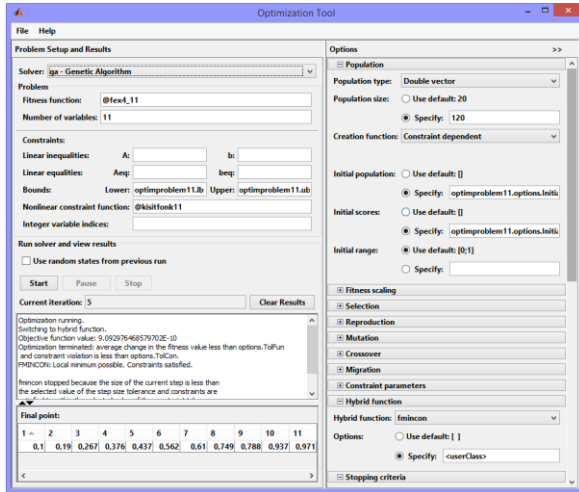 Optimization Tool
File Help
Problem Setup and Results
Solver: ga - Genetic Algorithm
Problem
Fitness function: @fex4_11
Number of variables: 11
Constraints:
Linear inequalities: A: b:
Linear equalities: Aeq: beq:
Bounds: Lower: optimproblem11.lb Upper: optimproblem11.ub
Nonlinear constraint function: @kisitfonk11
Integer variable indices:
Run solver and view results
Use random states from previous run
Start Pause Stop
Current iteration: 5 Clear Results
Optimization running.
Switching to hybrid function.
Objective function value: 9.092976468579702E-10
Optimization terminated: average change in the fitness value less than options.TolFun
and constraint violation is less than options.TolCon.
FMINCON: Local minimum possible. Constraints satisfied.
fmincon stopped because the size of the current step is less than
the selected value of the step size tolerance and constraints are
Final point:
1 2 3 4 5 6 7 8 9 10 11
0,1 0,19 0,267 0,376 0,437 0,562 0,61 0,749 0,788 0,937 0,971
Options >>
Population
Population type: Double vector
Population size: Use default: 20
Specify: 120
Creation function: Constraint dependent
Initial population: Use default: []
Specify: optimproblem11.options.Initia
Initial scores: Use default: []
Specify: optimproblem11.options.Initia
Initial range: Use default: [0;1]
Specify:
Fitness scaling
Selection
Reproduction
Mutation
Crossover
Migration
Constraint parameters
Hybrid function
Hybrid function: fmincon
Options: Use default: [ ]
Specify: <userClass>
Stopping criteria